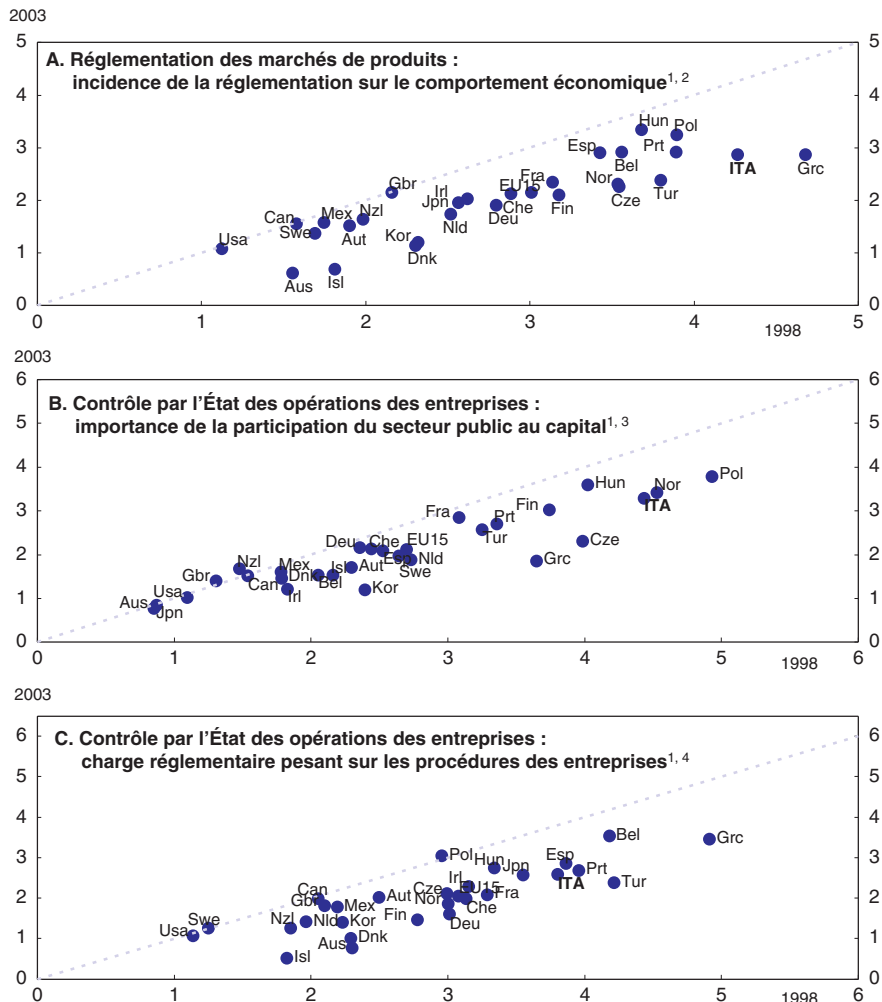 2003
5 5
A. Réglementation des marchés de produits :
incidence de la réglementation sur le comportement économique1, 2
4 4
Hun Pol
Esp Prt
3 3
Bel ITA Grc
Fra
Gbr Irl EU15 Nor Tur
Jpn
2 2
Can Mex Nzl Deu Che Fin Cze
Swe Aut Nld
Usa Kor
1 1
Dnk
Aus Isl
0 0
0 1 2 3 4 1998 5
2003
6 6
B. Contrôle par l'État des opérations des entreprises :
5 5
importance de la participation du secteur public au capital1, 3
4 4
Hun Nor Pol
Fra Fin ITA
3 3
Prt
Deu Che EU15 Tur
Cze
2 2
Nzl Mex Isl Aut Esp Nld Grc
Gbr Dnk Swe
Usa Can Bel Kor
Aus Irl
1 1
Jpn
0 0
0 1 2 3 4 5 1998 6
2003
6 6
C. Contrôle par l'État des opérations des entreprises :
5 5
charge réglementaire pesant sur les procédures des entreprises1, 4
4 4
Bel Grc
Pol Hun Esp
3 3
Jpn Prt
Irl ITA Tur
Can Cze EU15
2 2
Gbr Mex Aut Nor Fra
Swe Nzl Nld Kor Fin Che
Usa Deu
1 1
Aus Dnk
Isl
0 0
0 1 2 3 4 5 1998 6